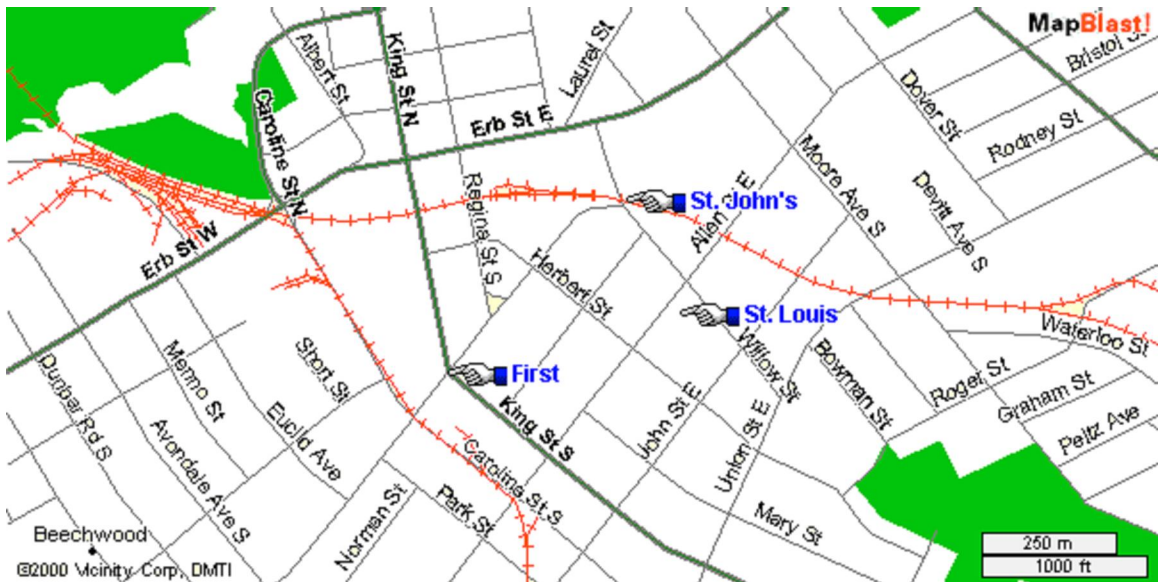 MapBlast!
Albert St
King St N
Laurel St
Bristol St
Dover St
Rodney St
Caroline St N
Erb St E
Regina St S
Moore Ave S
Devitt Ave S
St. John's
Allen St E
Erb St W
Herbert St
St. Louis
Willow St
Waterloo St
Bowman St
Roger St
Graham St
Peitz Ave
Dunbar Rd S
Memo St
Short St
First
King St S
John St E
Union St E
Euclid Ave
Avondale Ave S
Caroline St S
Norman St
Park St
Mary St
Beechwood
250 m
1000 ft
©2000 Vicinity Corp, DMTI